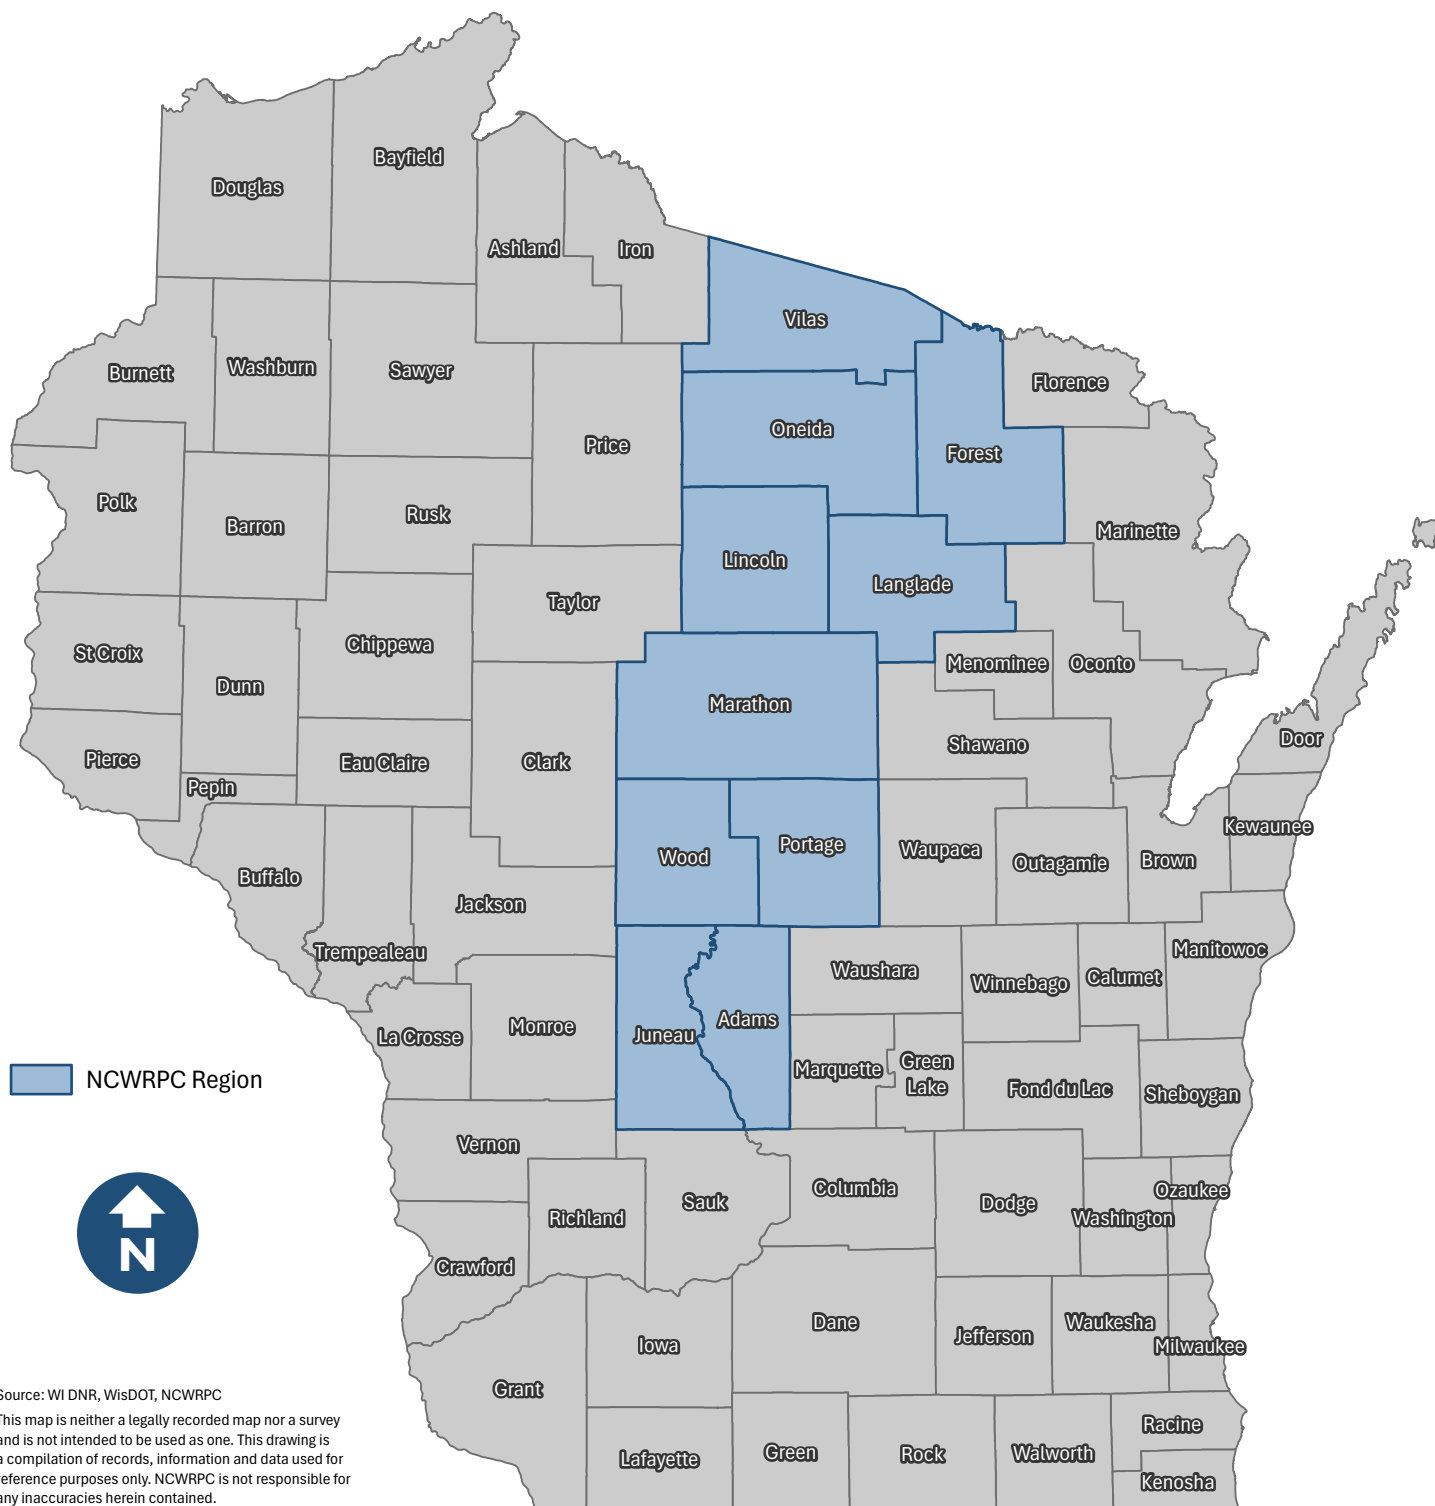 Bayfield
Douglas
Ashland
Iron
Vilas
Burnett
Washburn
Sawyer
Florence
Price
Oneida
Forest
Polk
Barron
Rusk
Marinette
Lincoln
Langlade
Taylor
St Croix
Chippewa
Dunn
Menominee
Oconto
Marathon
Pierce
Pepin
Eau Claire
Clark
Shawano
Door
Wood
Portage
Waupaca
Outagamie
Brown
Kewaunee
Buffalo
Jackson
Trempealeau
Waushara
Winnebago
Calumet
Manitowoc
La Crosse
Monroe
Juneau
Adams
Marquette
Green
Lake
Fond du Lac
Sheboygan
NCWRPC Region
Vernon
Richland
Sauk
Columbia
Dodge
Washington
Ozaukee
N
Crawford
Iowa
Dane
Jefferson
Waukesha
Milwaukee
Grant
Lafayette
Green
Rock
Walworth
Racine
Kenosha
Source: WI DNR, WisDOT, NCWRPC
This map is neither a legally recorded map nor a survey
and is not intended to be used as one. This drawing is
a compilation of records, information and data used for
reference purposes only. NCWRPC is not responsible for
any inaccuracies herein contained.